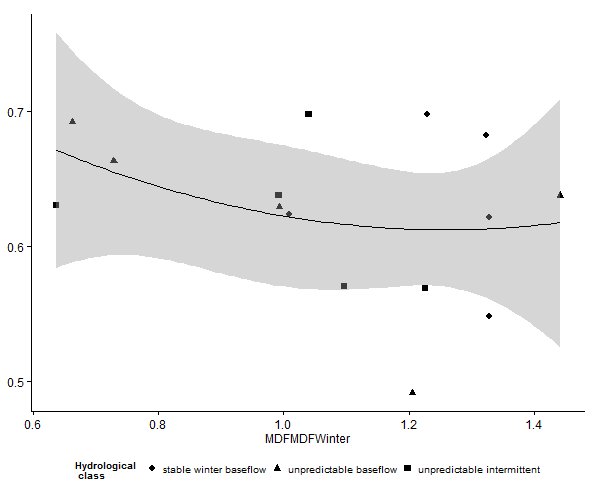 0.7
0.6
0.5
0.6 0.8 1.0 1.2 1.4
MDFMDFWinter
Hydrological
class
stable winter baseflow unpredictable baseflow unpredictable intermittent